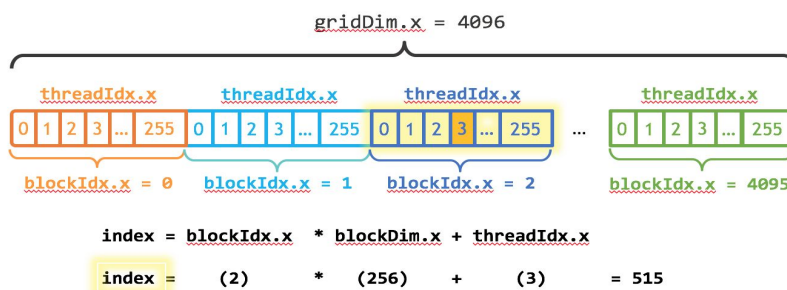 gridDim.x = 4096
threadIdx.x threadIdx.x threadIdx.x threadIdx.x
0 1 2 3 ... 255 0 1 2 3 ... 255 0 1 2 3 ... 255 ... 0 1 2 3 ... 255
blockIdx.x = 0 blockIdx.x = 1 blockIdx.x = 2 blockIdx.x = 4095
index = blockIdx.x * blockDim.x + threadIdx.x
index = (2) * (256) + (3) = 515